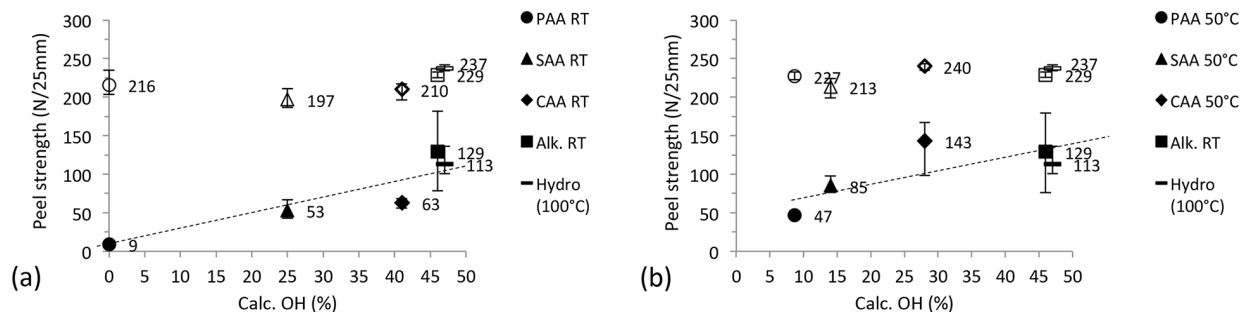 300
250
200
150
100
50
0
Peel strength (N/25mm)
216
197
210
237
229
129
113
9
53
63
0 5 10 15 20 25 30 35 40 45 50
Calc. OH (%)
(a)
PAA RT
SAA RT
CAA RT
Alk. RT
Hydro
(100°C)
300
250
200
150
100
50
0
Peel strength (N/25mm)
227
213
240
237
229
143
129
113
85
47
0 5 10 15 20 25 30 35 40 45 50
Calc. OH (%)
(b)
PAA 50°C
SAA 50°C
CAA 50°C
Alk. RT
Hydro
(100°C)